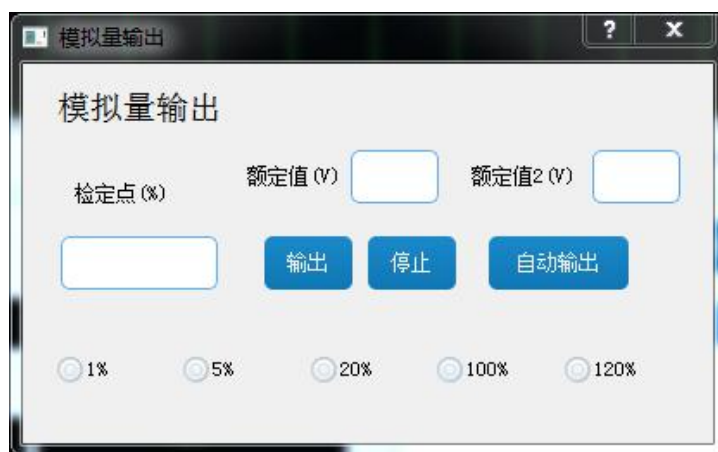 模拟量输出
模拟量输出
额定值(V) 额定值2(V)
检定点(%)
输出 停止 自动输出
1% 5% 20% 100% 120%